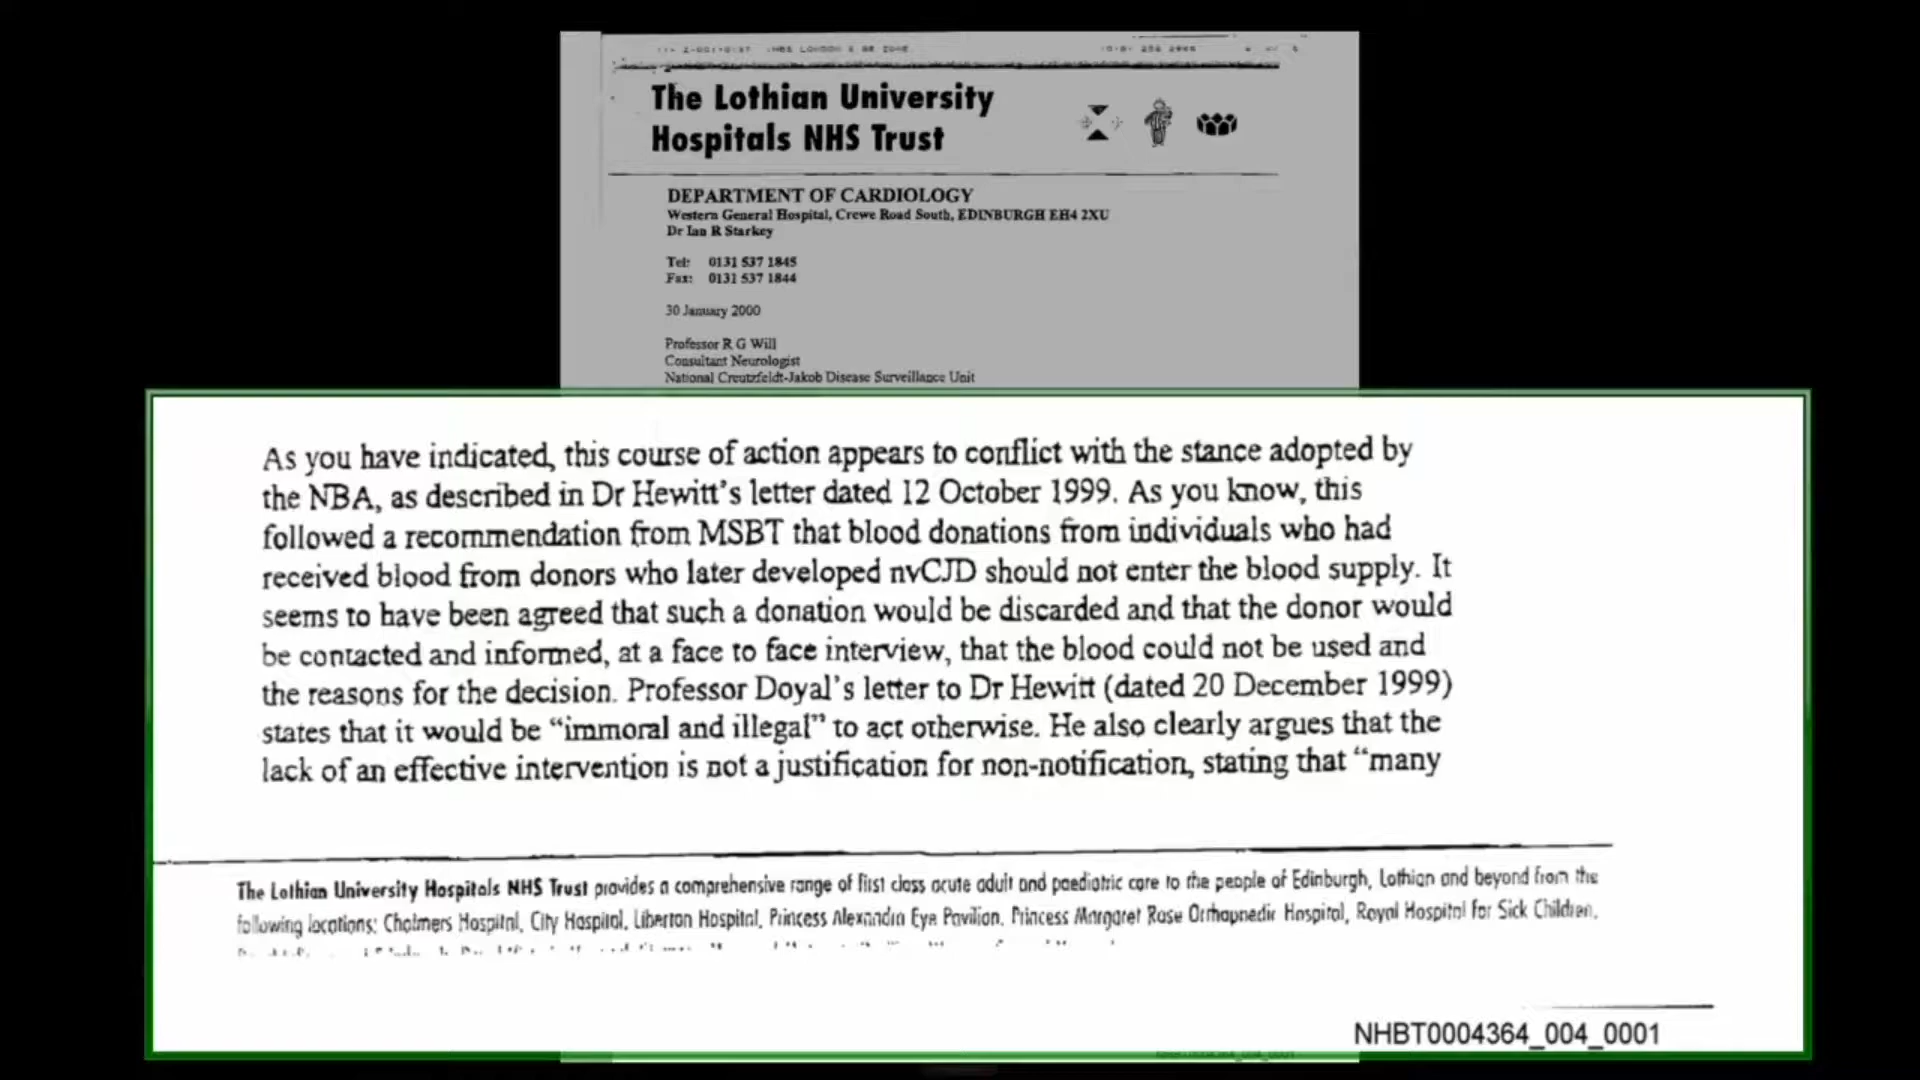 The Lothian University
Hospitals NHS Trust
DEPARTMENT OF CARDIOLOGY
Western General Hospital, Crewe Road South, EDINBURGH EH4 2XU
Dr Ian R Starkey
Tel: 0131 537 1845
Fax: 0131 537 1844
30 January 2000
Professor R G Will
Consultant Neurologist
National Creutzfeldt-Jakob Disease Surveillance Unit
As you have indicated, this course of action appears to conflict with the stance adopted by
the NBA, as described in Dr Hewitt's letter dated 12 October 1999. As you know, this
followed a recommendation from MSBT that blood donations from individuals who had
received blood from donors who later developed nvCJD should not enter the blood supply. It
seems to have been agreed that such a donation would be discarded and that the donor would
be contacted and informed, at a face to face interview, that the blood could not be used and
the reasons for the decision. Professor Doyal's letter to Dr Hewitt (dated 20 December 1999)
states that it would be “immoral and illegal” to act otherwise. He also clearly argues that the
lack of an effective intervention is not a justification for non-notification, stating that “many
The Lothian University Hospitals NHS Trust provides a comprehensive range of first class acute adult and paediatric care to the people of Edinburgh, Lothian and beyond from the
following locations: Chalmers Hospital, City Hospital, Liberton Hospital, Princess Alexandra Eye Pavilion, Princess Margaret Rose Orthopaedic Hospital, Royal Hospital for Sick Children,
NHBT0004364_004_0001